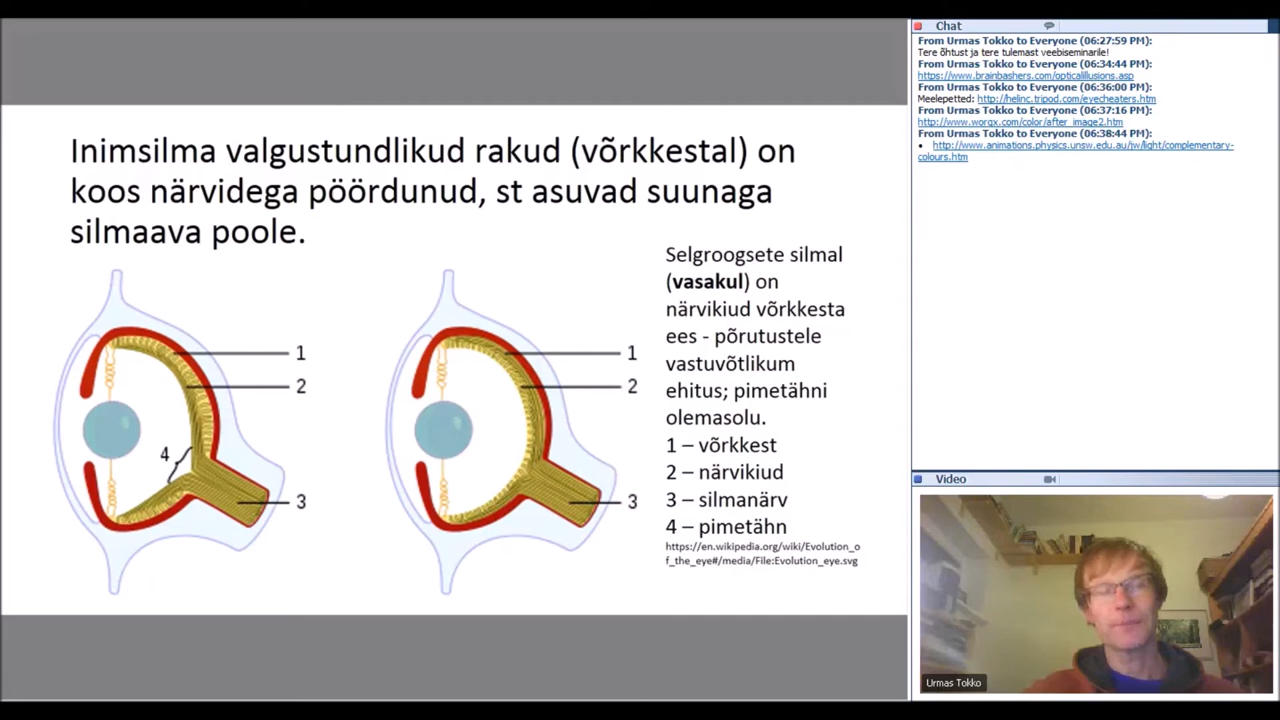 Inimsilma valgustundlikud rakud (võrkkestal) on
koos närvidega pöördunud, st asuvad suunaga
silmaava poole.
1
2
4
3
1
2
3
Selgroogsete silmal
(vasakul) on
närvikiud võrkkesta
ees - põrutustele
vastuvõtlikum
ehitus; pimetähni
olemasolu.
1 – võrkkest
2 – närvikiud
3 – silmanärv
4 – pimetähn
https://en.wikipedia.org/wiki/Evolution_o
f_the_eye#/media/File:Evolution_eye.svg
Chat
From Urmas Tokko to Everyone (06:27:59 PM):
Tere õhtust ja tere tulemast veebiseminarile!
From Urmas Tokko to Everyone (06:34:44 PM):
https://www.brainbashers.com/opticalillusions.asp
From Urmas Tokko to Everyone (06:36:00 PM):
Meelepetted: http://helinc.tripod.com/eyecheaters.htm
From Urmas Tokko to Everyone (06:37:16 PM):
http://www.worqx.com/color/after_image2.htm
From Urmas Tokko to Everyone (06:38:44 PM):
• http://www.animations.physics.unsw.edu.au/jw/light/complementary-
colours.htm
Video
Urmas Tokko